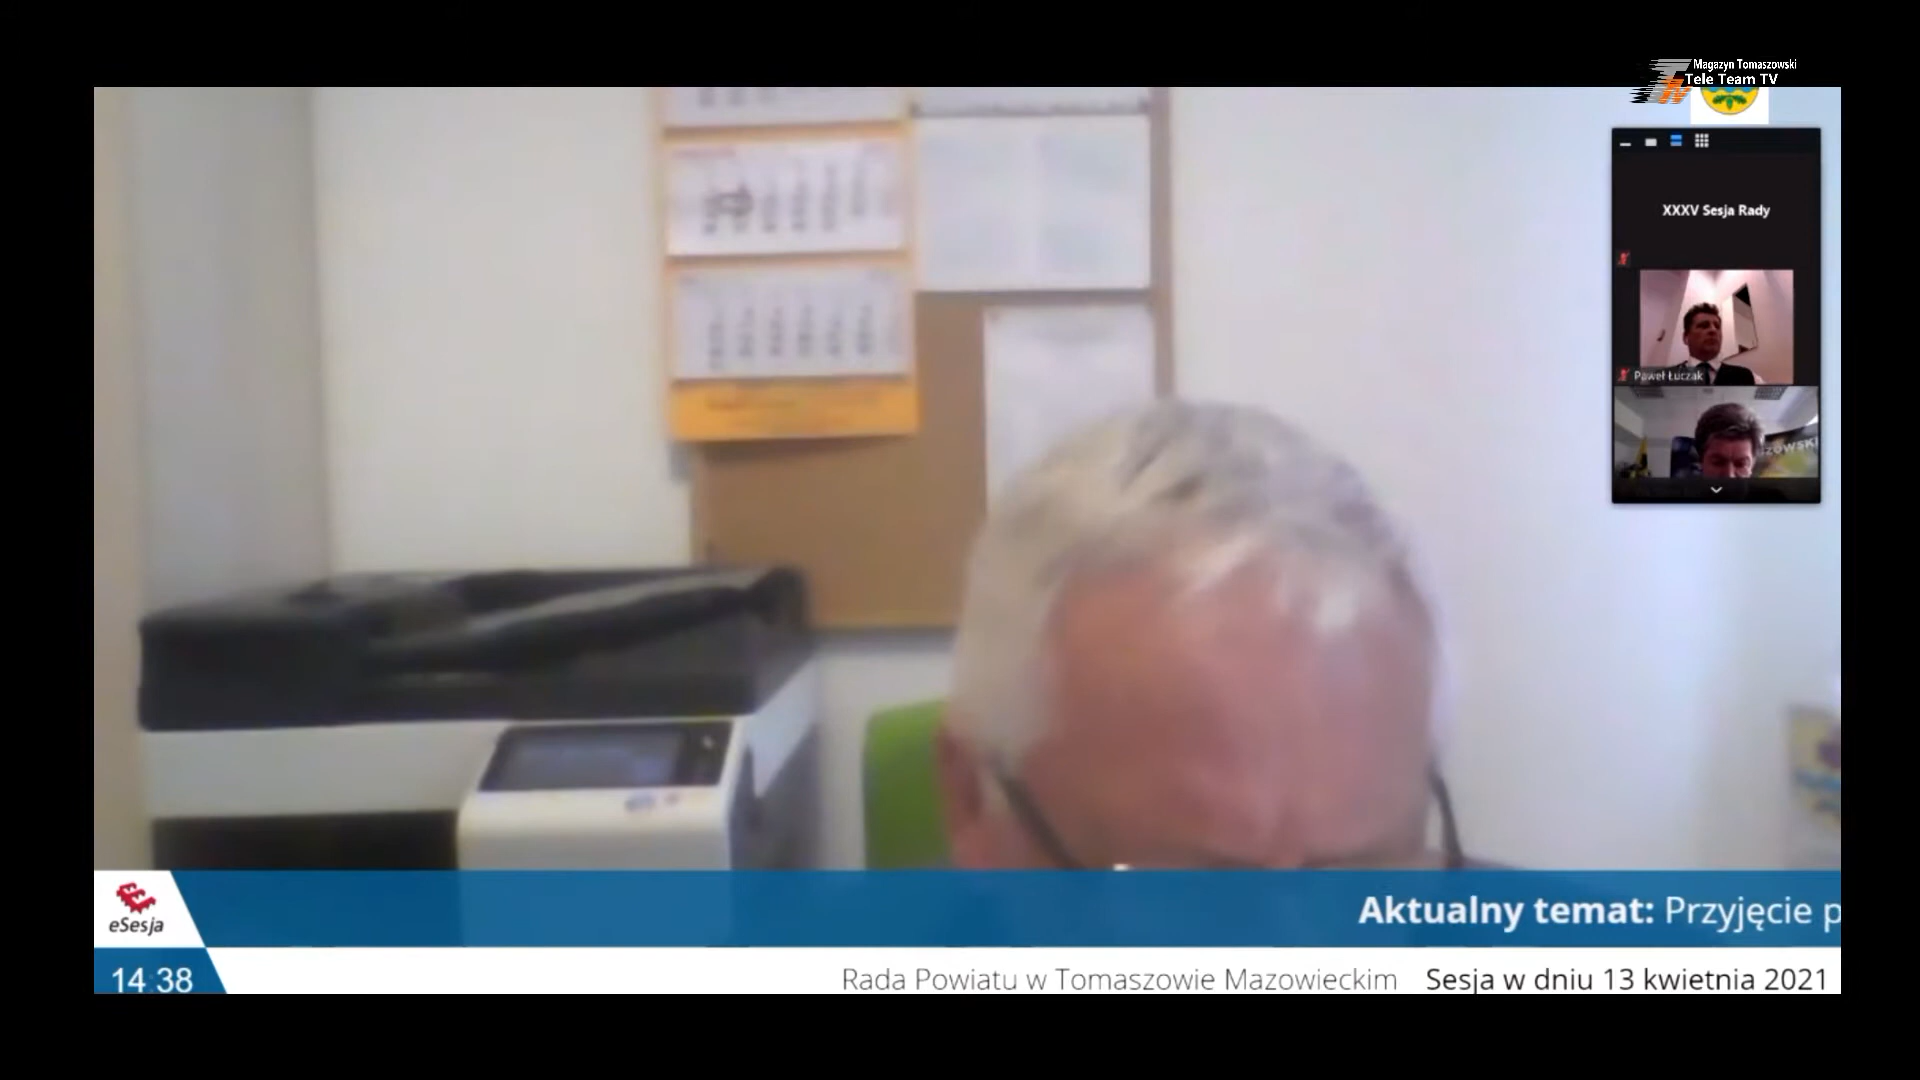 Magazyn Tomaszowski
Tele Team TV
XXXV Sesja Rady
Paweł Łuczak
ZOWSKI
Aktualny temat: Przyjęcie p
eSesja
14:38
Rada Powiatu w Tomaszowie Mazowieckim Sesja w dniu 13 kwietnia 2021